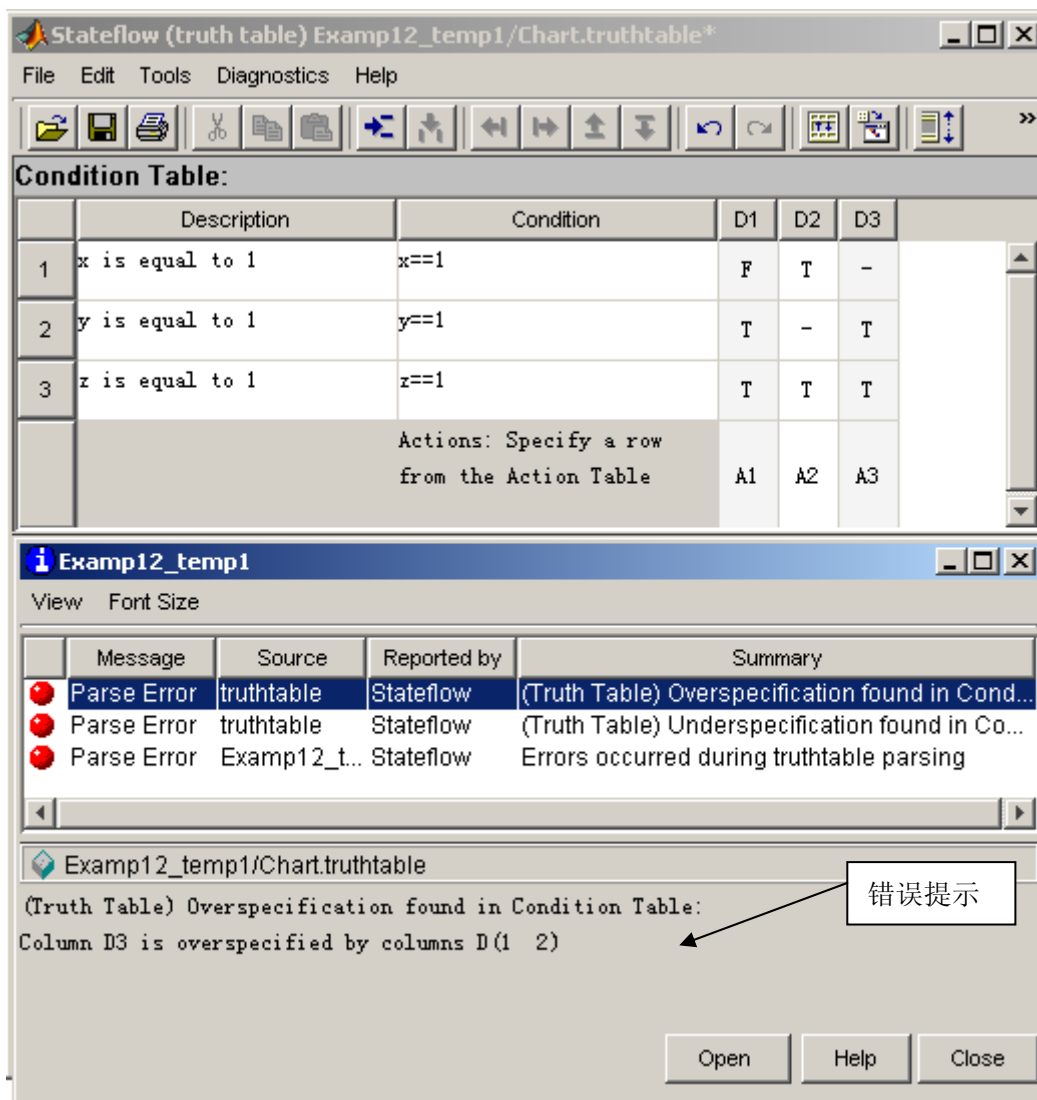 Stateflow (truth table) Examp12_temp1/Chart.truthtable*
File Edit Tools Diagnostics Help
»
Condition Table:
Description Condition D1 D2 D3
1 x is equal to 1 x==1 F T -
2 y is equal to 1 y==1 T - T
3 z is equal to 1 z==1 T T T
Actions: Specify a row
from the Action Table A1 A2 A3
Examp12_temp1
View Font Size
Message Source Reported by Summary
Parse Error truthtable Stateflow (Truth Table) Overspecification found in Cond...
Parse Error truthtable Stateflow (Truth Table) Underspecification found in Co...
Parse Error Examp12_t... Stateflow Errors occurred during truthtable parsing
Examp12_temp1/Chart.truthtable
错误提示
(Truth Table) Overspecification found in Condition Table:
Column D3 is overspecified by columns D(1 2)
Open Help Close